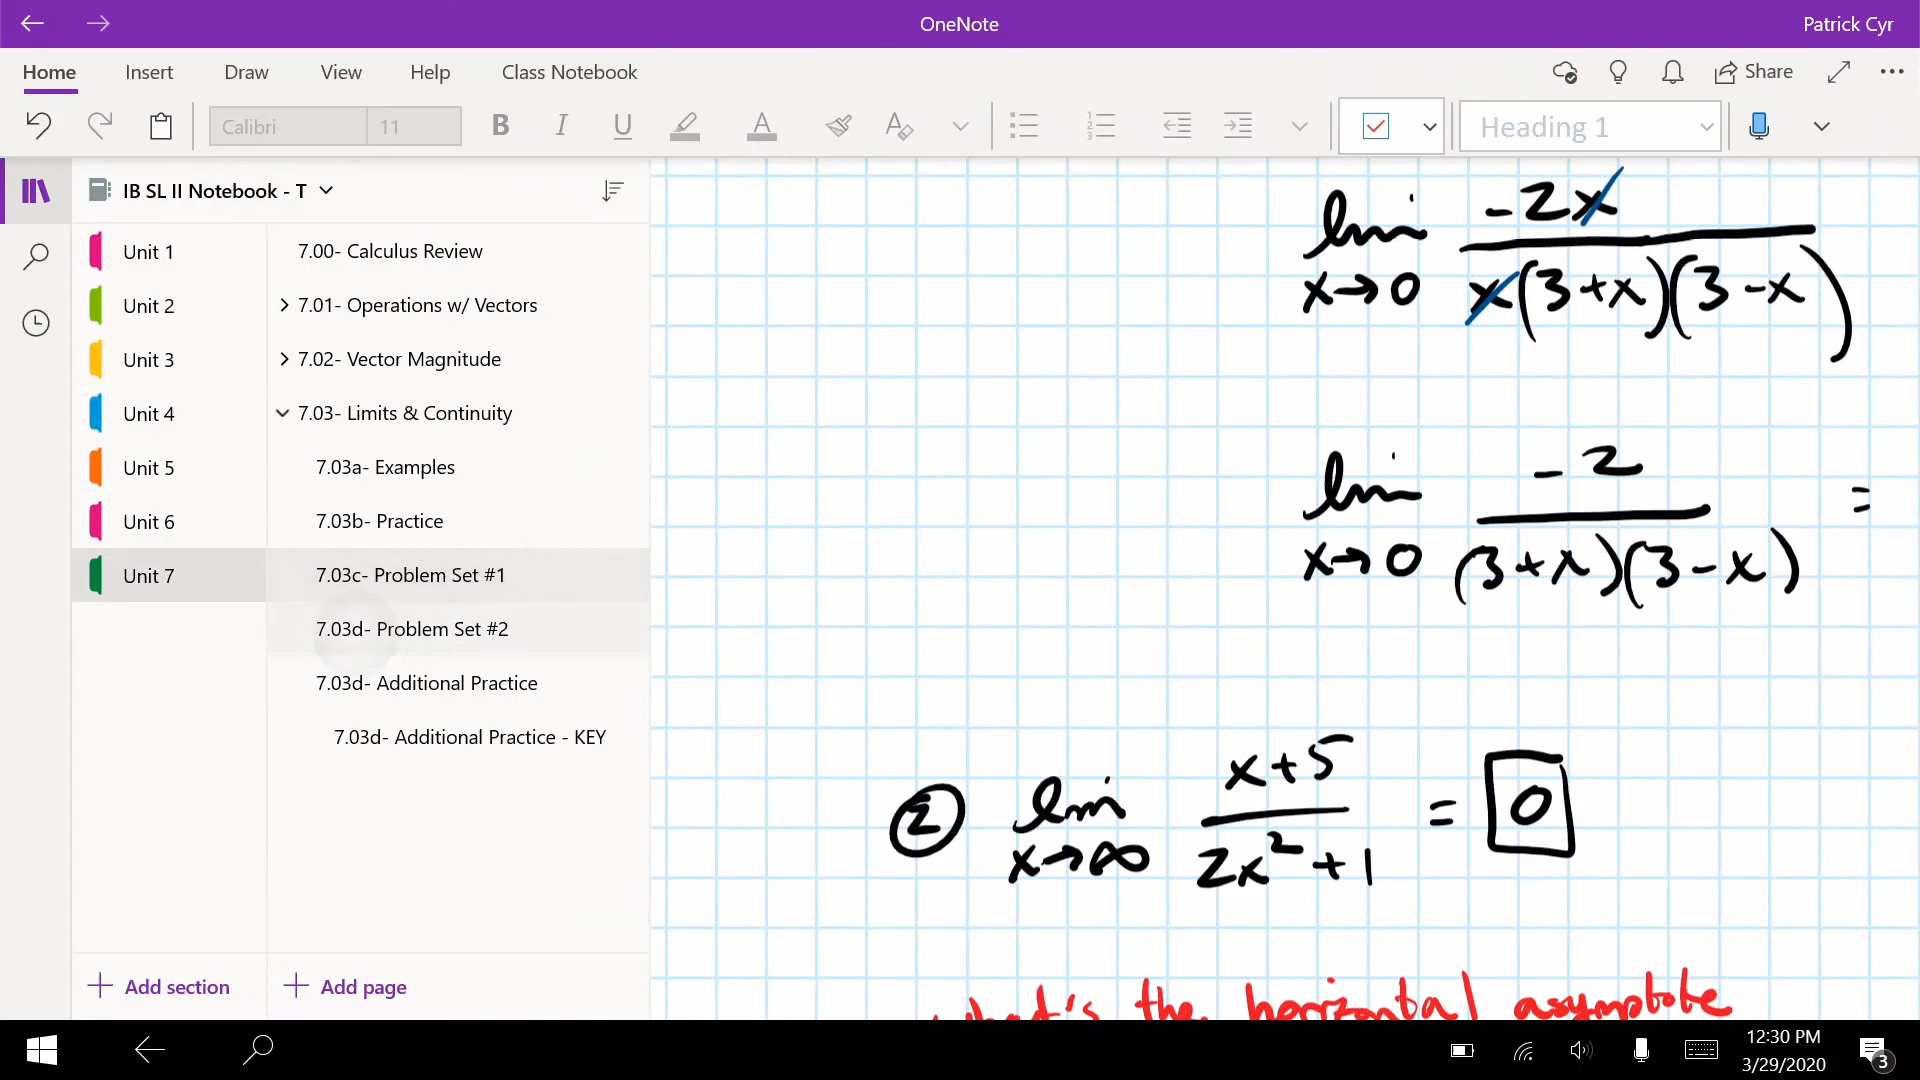 OneNote
Patrick Cyr
Home Insert Draw View Help Class Notebook
Share
Calibri 11 B I U A A Heading 1
IB SL II Notebook - T
Unit 1
Unit 2
Unit 3
Unit 4
Unit 5
Unit 6
Unit 7
7.00- Calculus Review
7.01- Operations w/ Vectors
7.02- Vector Magnitude
7.03- Limits & Continuity
7.03a- Examples
7.03b- Practice
7.03c- Problem Set #1
7.03d- Problem Set #2
7.03d- Additional Practice
7.03d- Additional Practice - KEY
+ Add section
+ Add page
lim -2x
x→0 x(3+x)(3-x)
lim -2 =
x→0 (3+x)(3-x)
② lim x+5 = 0
x→∞ 2x²+1
what's the horizontal asymptote
12:30 PM
3/29/2020
3